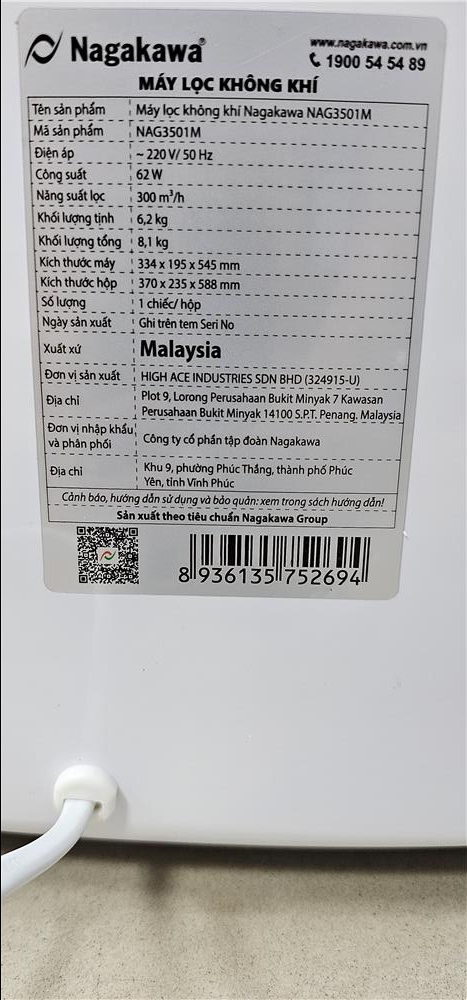 Nagakawa®
www.nagakawa.com.vn
1900 54 54 89
MÁY LỌC KHÔNG KHÍ
Tên sản phẩm Máy lọc không khí Nagakawa NAG3501M
Mã sản phẩm NAG3501M
Điện áp ~ 220 V/ 50 Hz
Công suất 62 W
Năng suất lọc 300 m³/h
Khối lượng tịnh 6,2 kg
Khối lượng tổng 8,1 kg
Kích thước máy 334 x 195 x 545 mm
Kích thước hộp 370 x 235 x 588 mm
Số lượng 1 chiếc/ hộp
Ngày sản xuất Ghi trên tem Seri No
Xuất xứ Malaysia
Đơn vị sản xuất HIGH ACE INDUSTRIES SDN BHD (324915-U)
Địa chỉ Plot 9, Lorong Perusahaan Bukit Minyak 7 Kawasan
Perusahaan Bukit Minyak 14100 S.P.T. Penang. Malaysia
Đơn vị nhập khẩu
và phân phối Công ty cổ phần tập đoàn Nagakawa
Địa chỉ Khu 9, phường Phúc Thắng, thành phố Phúc
Yên, tỉnh Vĩnh Phúc
Cảnh báo, hướng dẫn sử dụng và bảo quản: xem trong sách hướng dẫn!
Sản xuất theo tiêu chuẩn Nagakawa Group
8 936135 752694